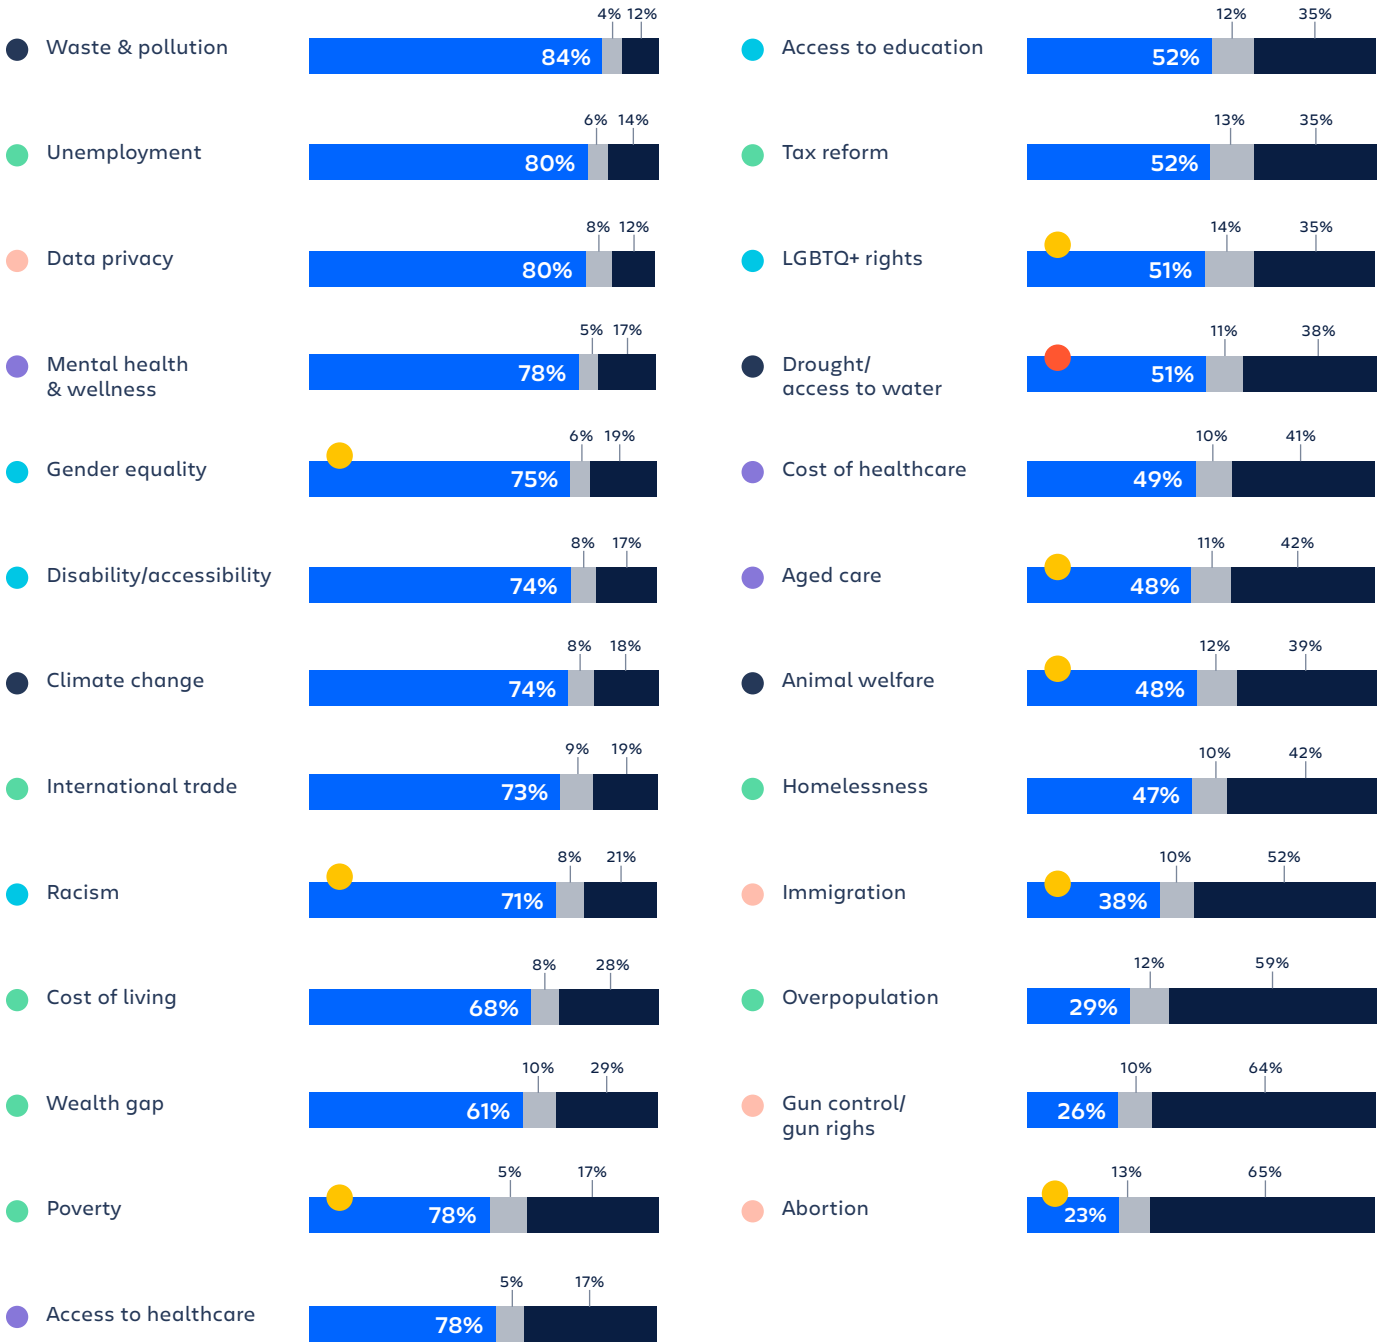 4% 12%
Waste & pollution
84%
6% 14%
Unemployment
80%
8% 12%
Data privacy
80%
5% 17%
Mental health
& wellness
78%
6% 19%
Gender equality
75%
8% 17%
Disability/accessibility
74%
8% 18%
Climate change
74%
9% 19%
International trade
73%
8% 21%
Racism
71%
8% 28%
Cost of living
68%
10% 29%
Wealth gap
61%
5% 17%
Poverty
78%
5% 17%
Access to healthcare
78%
12% 35%
Access to education
52%
13% 35%
Tax reform
52%
14% 35%
LGBTQ+ rights
51%
11% 38%
Drought/
access to water
51%
10% 41%
Cost of healthcare
49%
11% 42%
Aged care
48%
12% 39%
Animal welfare
48%
10% 42%
Homelessness
47%
10% 52%
Immigration
38%
12% 59%
Overpopulation
29%
10% 64%
Gun control/
gun righs
26%
13% 65%
Abortion
23%